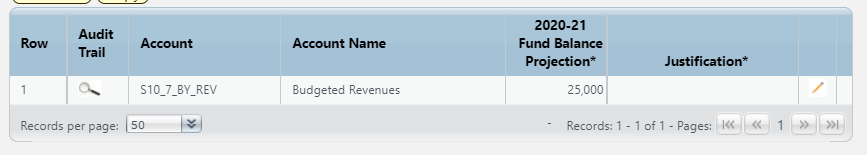 Row
Audit
Trail
Account
Account Name
2020-21
Fund Balance
Projection*
Justification*
1
S10_7_BY_REV
Budgeted Revenues
25,000
Records per page:
50
- Records: 1 - 1 of 1 - Pages:
1